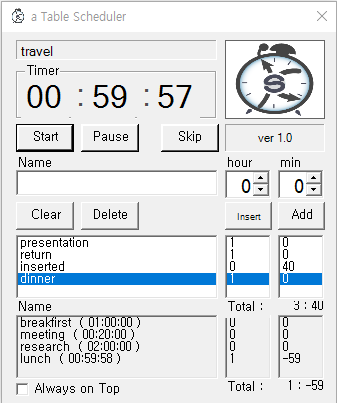 a Table Scheduler
travel
Timer
00 : 59 : 57
Start Pause Skip
ver 1.0
Name hour min
0 0
Clear Delete Insert Add
presentation 1 0
return 1 0
inserted 0 40
dinner 1 0
Name Total : 3 : 40
breakfirst ( 01:00:00 ) 0 0
meeting ( 00:20:00 ) 0 0
research ( 02:00:00 ) 0 0
lunch ( 00:59:58 ) 1 -59
Always on Top Total : 1 : -59